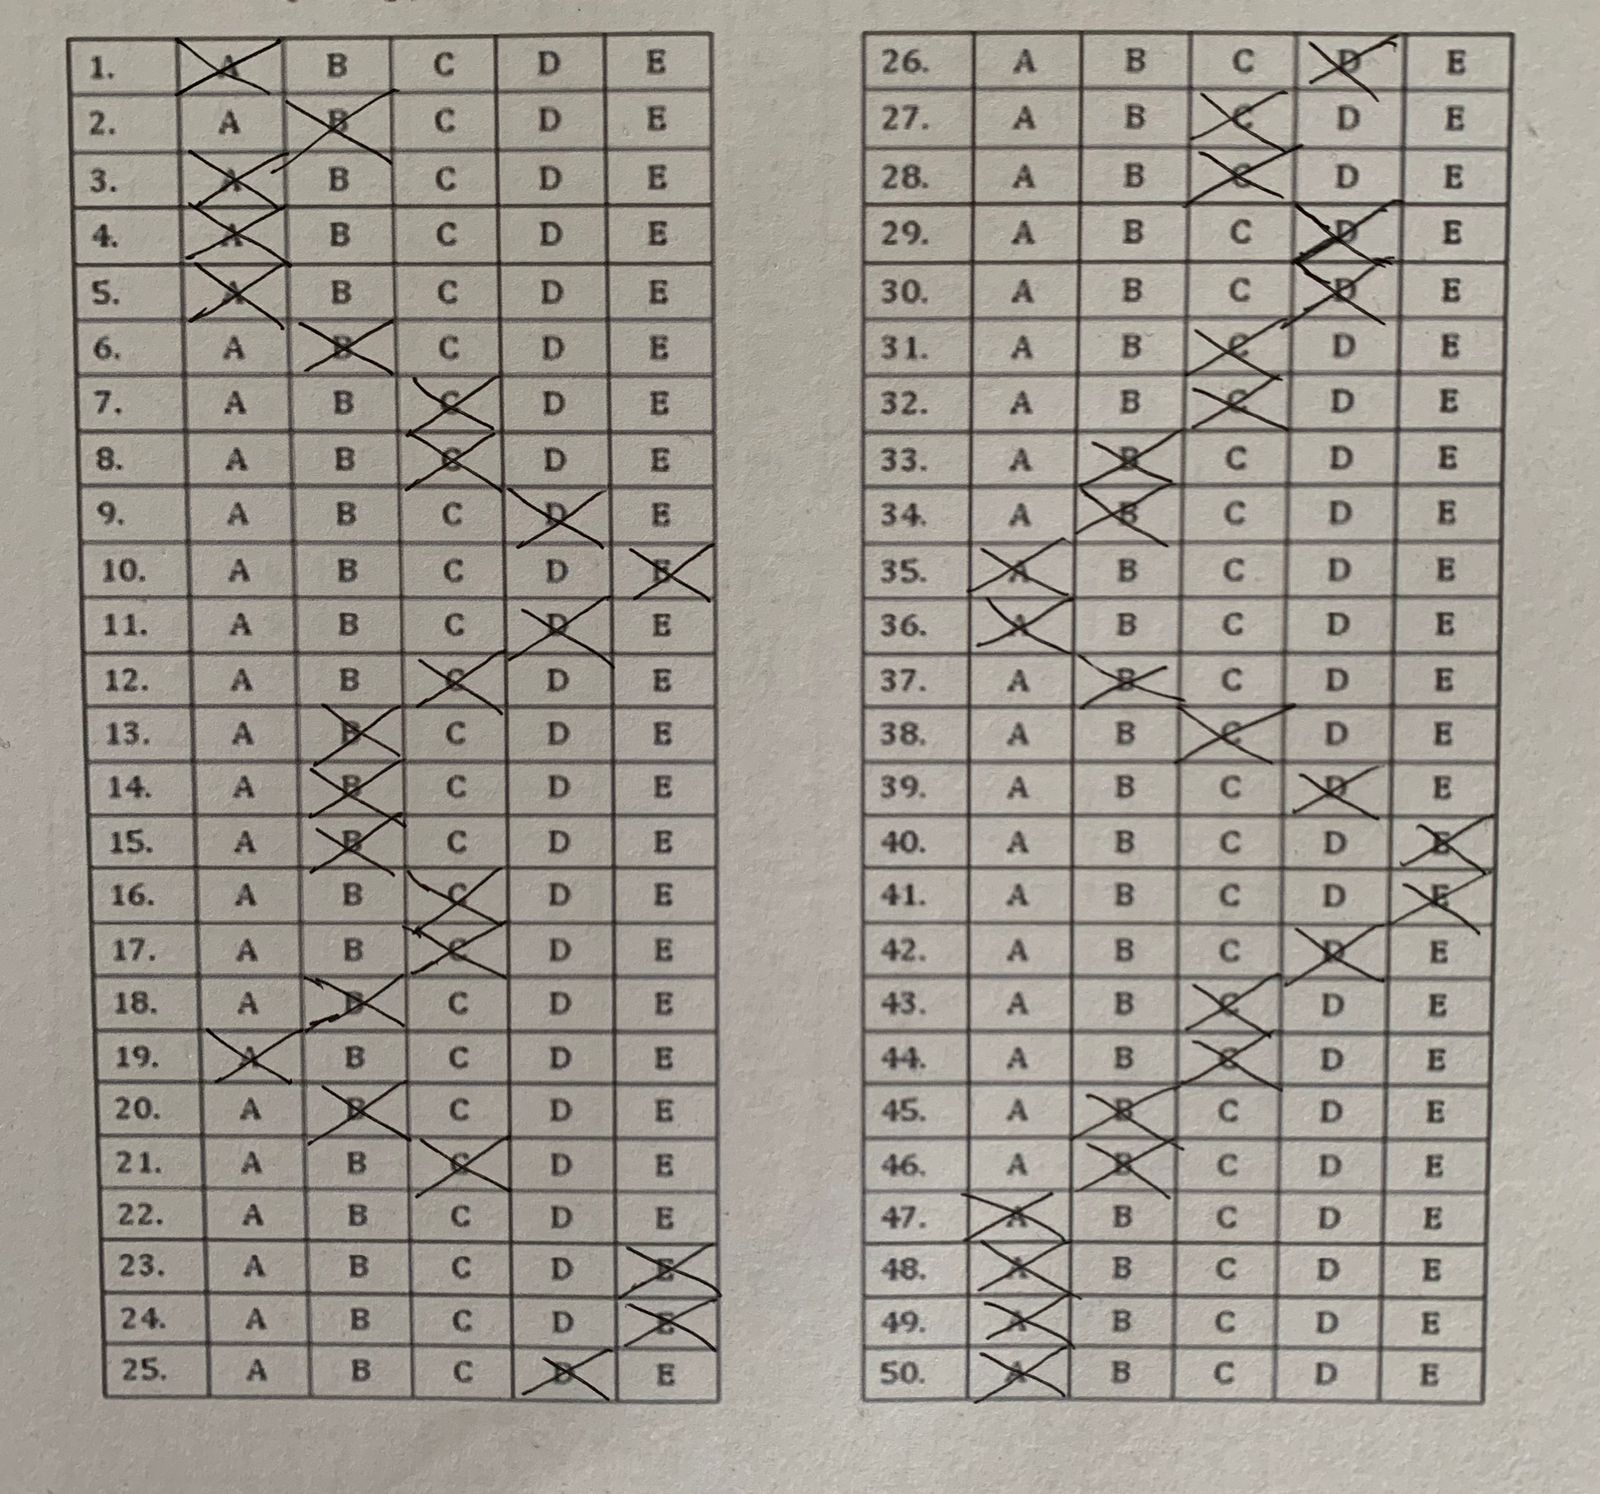 1. A B C D E
2. A B C D E
3. A B C D E
4. A B C D E
5. A B C D E
6. A B C D E
7. A B C D E
8. A B C D E
9. A B C D E
10. A B C D E
11. A B C D E
12. A B C D E
13. A B C D E
14. A B C D E
15. A B C D E
16. A B C D E
17. A B C D E
18. A B C D E
19. A B C D E
20. A B C D E
21. A B C D E
22. A B C D E
23. A B C D E
24. A B C D E
25. A B C D E
26. A B C D E
27. A B C D E
28. A B C D E
29. A B C D E
30. A B C D E
31. A B C D E
32. A B C D E
33. A B C D E
34. A B C D E
35. A B C D E
36. A B C D E
37. A B C D E
38. A B C D E
39. A B C D E
40. A B C D E
41. A B C D E
42. A B C D E
43. A B C D E
44. A B C D E
45. A B C D E
46. A B C D E
47. A B C D E
48. A B C D E
49. A B C D E
50. A B C D E